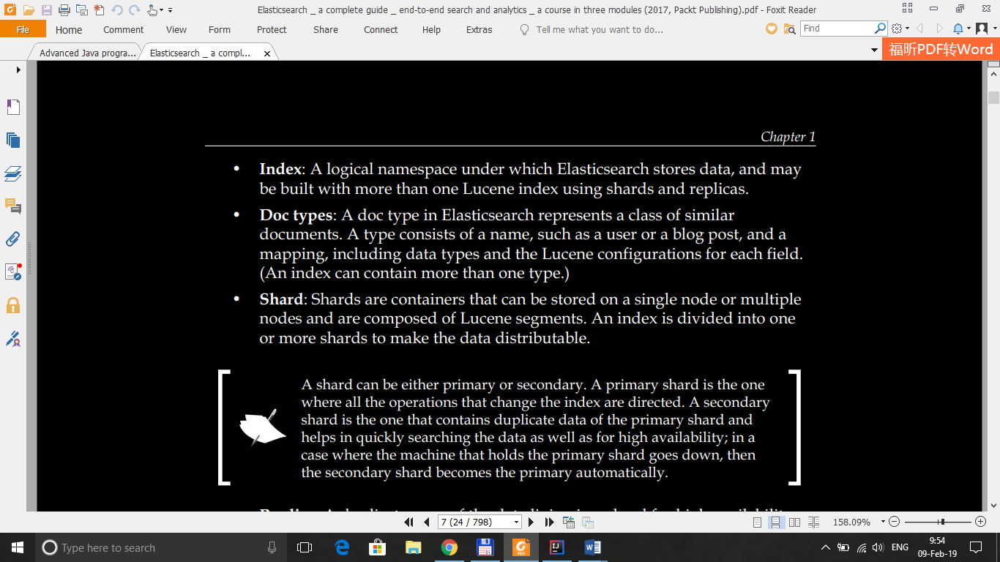 Elasticsearch _ a complete guide _ end-to-end search and analytics _ a course in three modules (2017, Packt Publishing).pdf - Foxit Reader
File Home Comment View Form Protect Share Connect Help Extras Tell me what you want to do... Find
Advanced Java progra... Elasticsearch _ a compl... 福昕PDF转Word
Chapter 1
• Index: A logical namespace under which Elasticsearch stores data, and may
be built with more than one Lucene index using shards and replicas.
• Doc types: A doc type in Elasticsearch represents a class of similar
documents. A type consists of a name, such as a user or a blog post, and a
mapping, including data types and the Lucene configurations for each field.
(An index can contain more than one type.)
• Shard: Shards are containers that can be stored on a single node or multiple
nodes and are composed of Lucene segments. An index is divided into one
or more shards to make the data distributable.
A shard can be either primary or secondary. A primary shard is the one
where all the operations that change the index are directed. A secondary
shard is the one that contains duplicate data of the primary shard and
helps in quickly searching the data as well as for high availability; in a
case where the machine that holds the primary shard goes down, then
the secondary shard becomes the primary automatically.
7 (24 / 798) 158.09%
Type here to search ENG 9:54
09-Feb-19